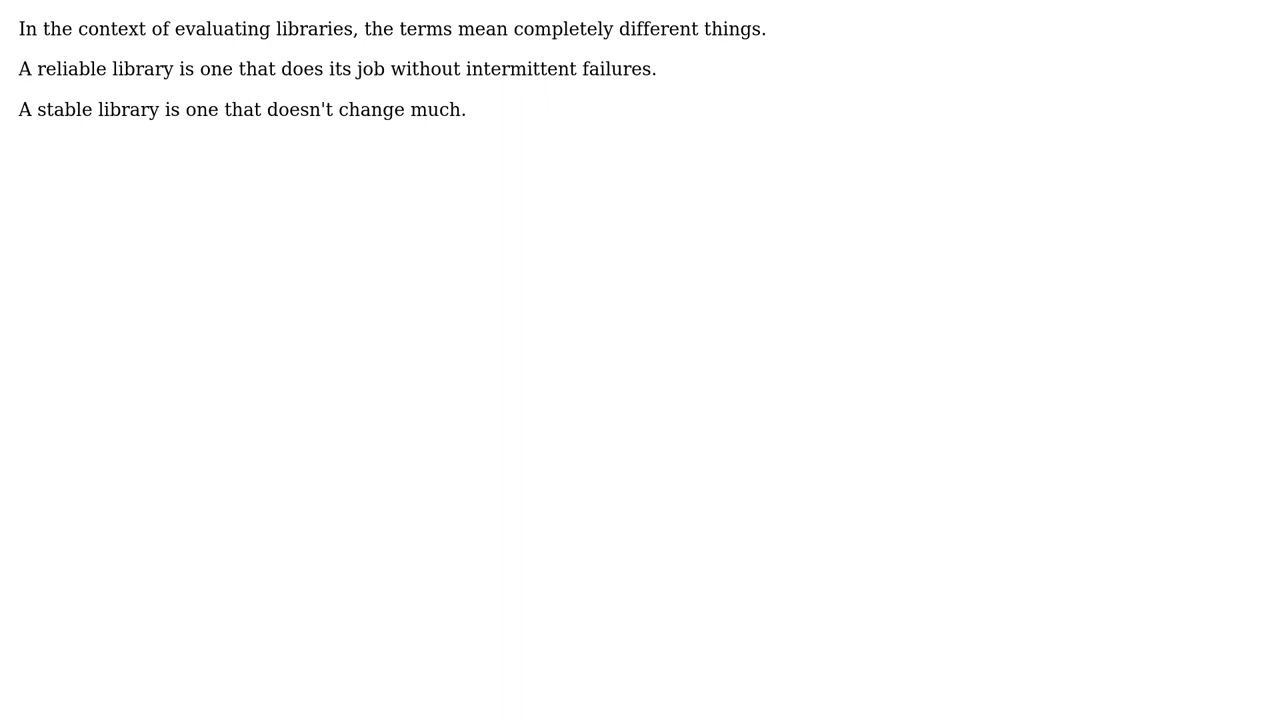 In the context of evaluating libraries, the terms mean completely different things.
A reliable library is one that does its job without intermittent failures.
A stable library is one that doesn't change much.